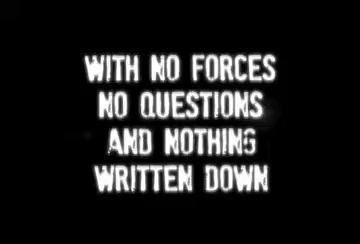 WITH NO FORCES
NO QUESTIONS
AND NOTHING
WRITTEN DOWN